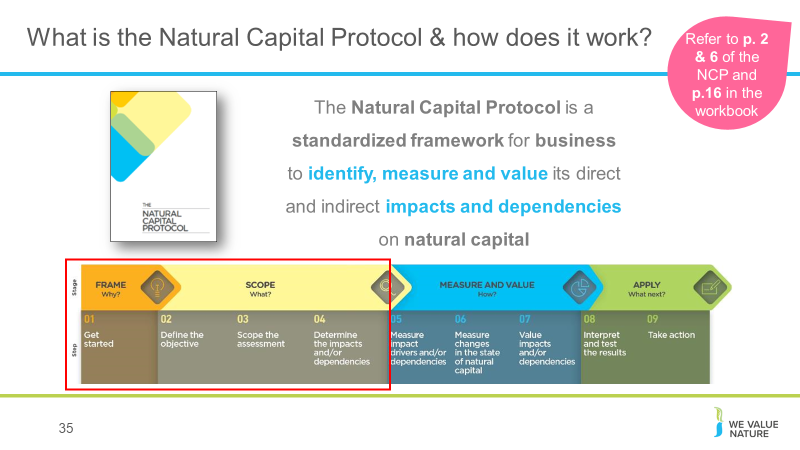 What is the Natural Capital Protocol & how does it work?
Refer to p. 2
& 6 of the
NCP and
p.16 in the
workbook
The Natural Capital Protocol is a
standardized framework for business
to identify, measure and value its direct
and indirect impacts and dependencies
on natural capital
THE
NATURAL
CAPITAL
PROTOCOL
Stage
FRAME
Why?
SCOPE
What?
MEASURE AND VALUE
How?
APPLY
What next?
Step
01
Get
started
02
Define the
objective
03
Scope the
assessment
04
Determine
the impacts
and/or
dependencies
05
Measure
impact
drivers and/or
dependencies
06
Measure
changes
in the state
of natural
capital
07
Value
impacts
and/or
dependencies
08
Interpret
and test
the results
09
Take action
35
WE VALUE
NATURE